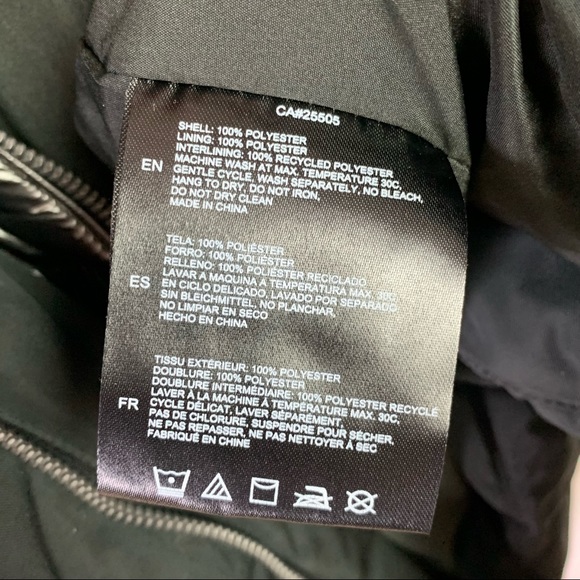 CA#25505
SHELL: 100% POLYESTER
LINING: 100% POLYESTER
INTERLINING: 100% RECYCLED POLYESTER
MACHINE WASH AT MAX. TEMPERATURE 30C,
EN GENTLE CYCLE. WASH SEPARATELY, NO BLEACH,
HANG TO DRY, DO NOT IRON,
DO NOT DRY CLEAN
MADE IN CHINA
TELA: 100% POLIÉSTER
FORRO: 100% POLIÉSTER
RELLENO: 100% POLIÉSTER RECICLADO
LAVAR A MAQUINA A TEMPERATURA MAX. 30C,
ES EN CICLO DELICADO, LAVADO POR SEPARADO
SIN BLEICHMITTEL, NO PLANCHAR,
NO LIMPIAR EN SECO
HECHO EN CHINA
TISSU EXTÉRIEUR: 100% POLYESTER
DOUBLURE: 100% POLYESTER
DOUBLURE INTERMÉDIAIRE: 100% POLYESTER RECYCLÉ
LAVER À LA MACHINE À TEMPÉRATURE MAX. 30C,
FR CYCLE DÉLICAT, LAVER SÉPARÉMENT,
PAS DE CHLORURE, SUSPENDRE POUR SÉCHER,
NE PAS REPASSER, NE PAS NETTOYER À SEC
FABRIQUÉ EN CHINE